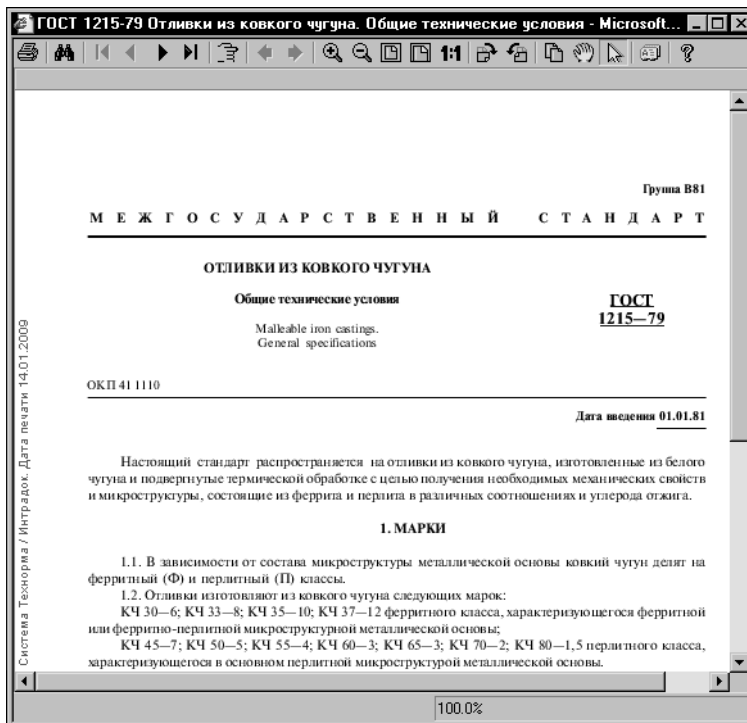 ГОСТ 1215-79 Отливки из ковкого чугуна. Общие технические условия - Microsoft...
1:1
Группа В81
МЕЖГОСУДАРСТВЕННЫЙ СТАНДАРТ
ОТЛИВКИ ИЗ КОВКОГО ЧУГУНА
Общие технические условия
ГОСТ
1215—79
Malleable iron castings.
General specifications
ОКП 41 1110
Дата введения 01.01.81
Настоящий стандарт распространяется на отливки из ковкого чугуна, изготовленные из белого
чугуна и подвергнутые термической обработке с целью получения необходимых механических свойств
и микроструктуры, состоящие из феррита и перлита в различных соотношениях и углерода отжига.
1. МАРКИ
1.1. В зависимости от состава микроструктуры металлической основы ковкий чугун делят на
ферритный (Ф) и перлитный (П) классы.
1.2. Отливки изготовляют из ковкого чугуна следующих марок:
КЧ 30—6; КЧ 33—8; КЧ 35—10; КЧ 37—12 ферритного класса, характеризующегося ферритной
или ферритно-перлитной микроструктурной металлической основы;
КЧ 45—7; КЧ 50—5; КЧ 55—4; КЧ 60—3; КЧ 65—3; КЧ 70—2; КЧ 80—1,5 перлитного класса,
характеризующегося в основном перлитной микроструктурой металлической основы.
Система Технорма / Интрадок. Дата печати 14.01.2009
100.0%